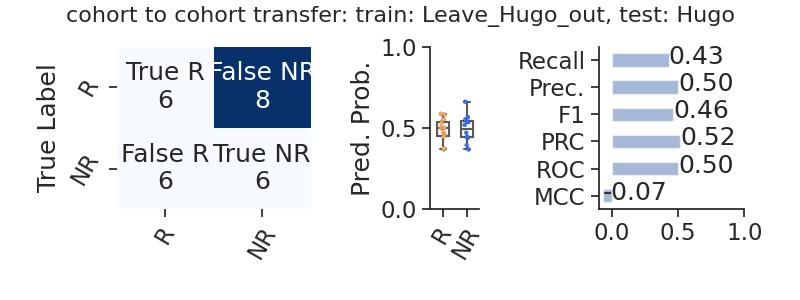 cohort to cohort transfer: train: Leave_Hugo_out, test: Hugo
True Label
R
NR
True R
6
False NR
8
False R
6
True NR
6
R
NR
Pred. Prob.
1.0
0.5
0.0
R
NR
Recall
0.43
Prec.
0.50
F1
0.46
PRC
0.52
ROC
0.50
MCC
-0.07
0.0
0.5
1.0